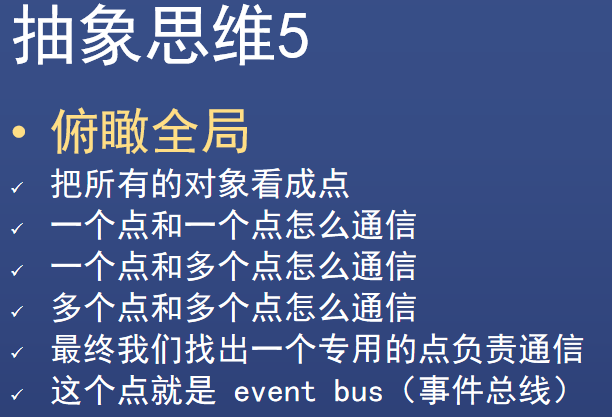 抽象思维5
• 俯瞰全局
✓ 把所有的对象看成点
✓ 一个点和一个点怎么通信
✓ 一个点和多个点怎么通信
✓ 多个点和多个点怎么通信
✓ 最终我们找出一个专用的点负责通信
✓ 这个点就是 event bus（事件总线）